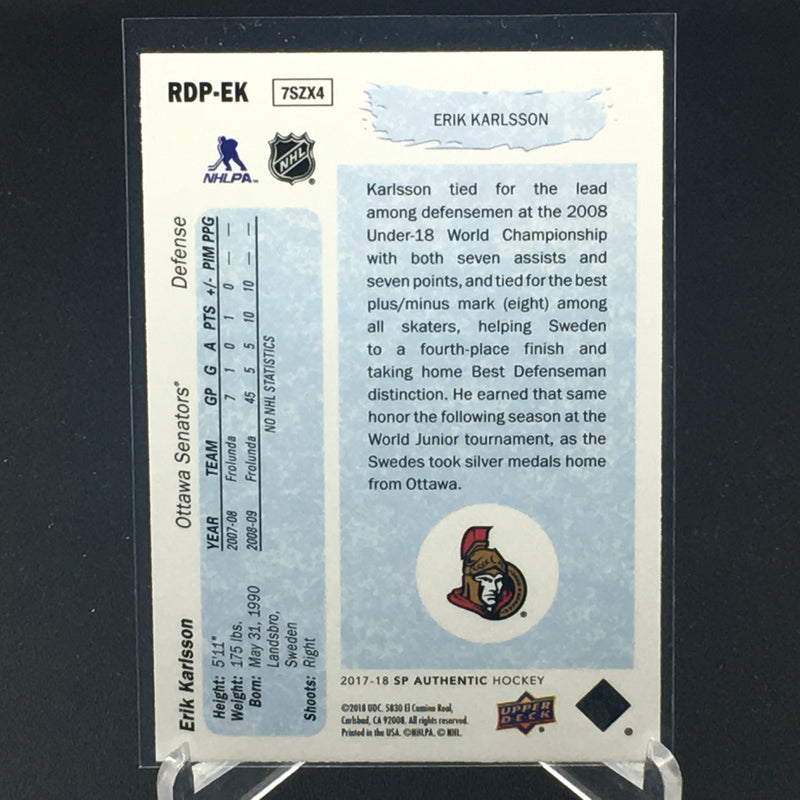 RDP-EK 7SZX4
NHLPA™ NHL®
ERIK KARLSSON
Karlsson tied for the lead
among defensemen at the 2008
Under-18 World Championship
with both seven assists and
seven points, and tied for the best
plus/minus mark (eight) among
all skaters, helping Sweden
to a fourth-place finish and
taking home Best Defenseman
distinction. He earned that same
honor the following season at the
World Junior tournament, as the
Swedes took silver medals home
from Ottawa.
Erik Karlsson Ottawa Senators® Defense
Height: 5'11"
Weight: 175 lbs.
Born: May 31, 1990
Landsbro,
Sweden
Shoots: Right
YEAR TEAM GP G A PTS +/- PIM PPG
2007-08 Frolunda 7 1 0 1 0 — —
2008-09 Frolunda 45 5 5 10 10 — —
NO NHL STATISTICS
2017-18 SP AUTHENTIC HOCKEY
©2018 UDC. 5830 El Camino Real,
Carlsbad, CA 92008. All rights reserved.
Printed in the USA. ©NHLPA. © NHL.
UPPER
DECK®